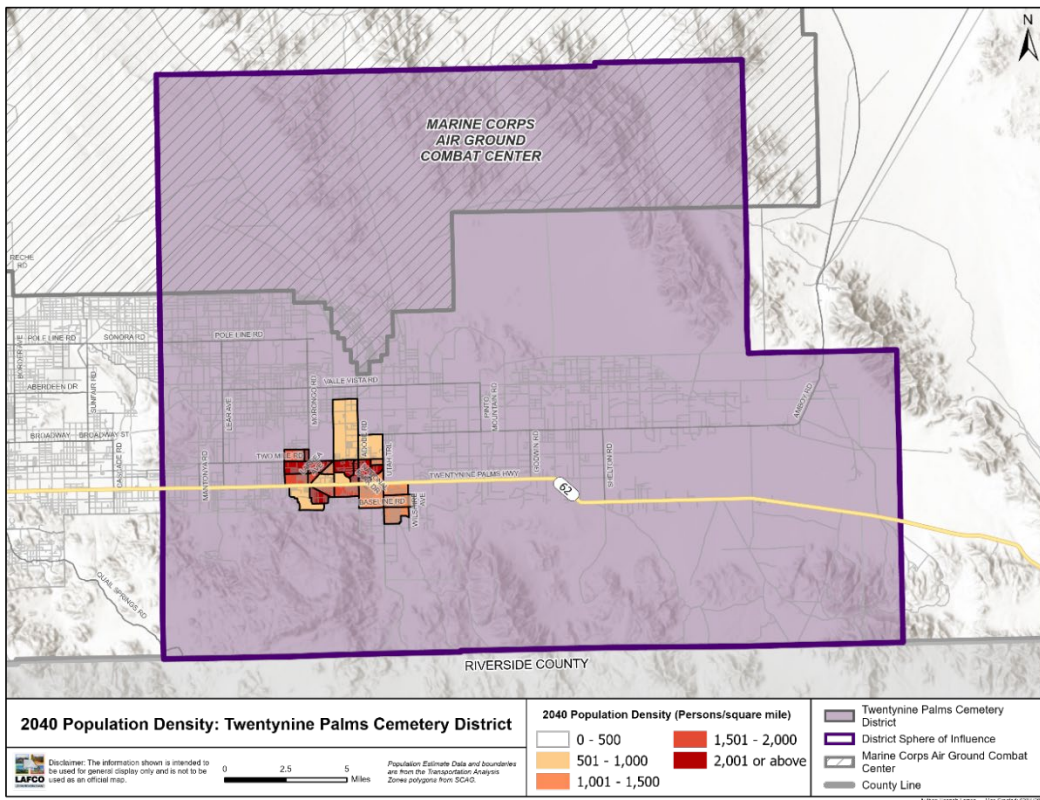 N
MARINE CORPS
AIR GROUND
COMBAT CENTER
POLE LINE RD
SONORA RD
POLE LINE RD
BORDER AVE
SUNFAIR RD
ABERDEEN DR
VALLE VISTA RD
LEAR AVE
MORONGO RD
PINTO
MOUNTAIN RD
AMBOY RD
BROADWAY
BROADWAY ST
CASCADE RD
ADOBE RD
UTAH TRL
GODWIN RD
SHELTON RD
MANTONYA RD
TWO MILE RD
TWENTYNINE PALMS HWY
62
BASELINE RD
WILSHIRE
AVE
QUAIL SPRINGS RD
RIVERSIDE COUNTY
2040 Population Density: Twentynine Palms Cemetery District
LAFCO
Disclaimer: The information shown is intended to
be used for general display only and is not to be
used as an official map.
0 2.5 5
Miles
Population Estimate Data and boundaries
are from the Transportation Analysis
Zones polygons from SCAG.
2040 Population Density (Persons/square mile)
0 - 500
501 - 1,000
1,001 - 1,500
1,501 - 2,000
2,001 or above
Twentynine Palms Cemetery
District
District Sphere of Influence
Marine Corps Air Ground Combat
Center
County Line